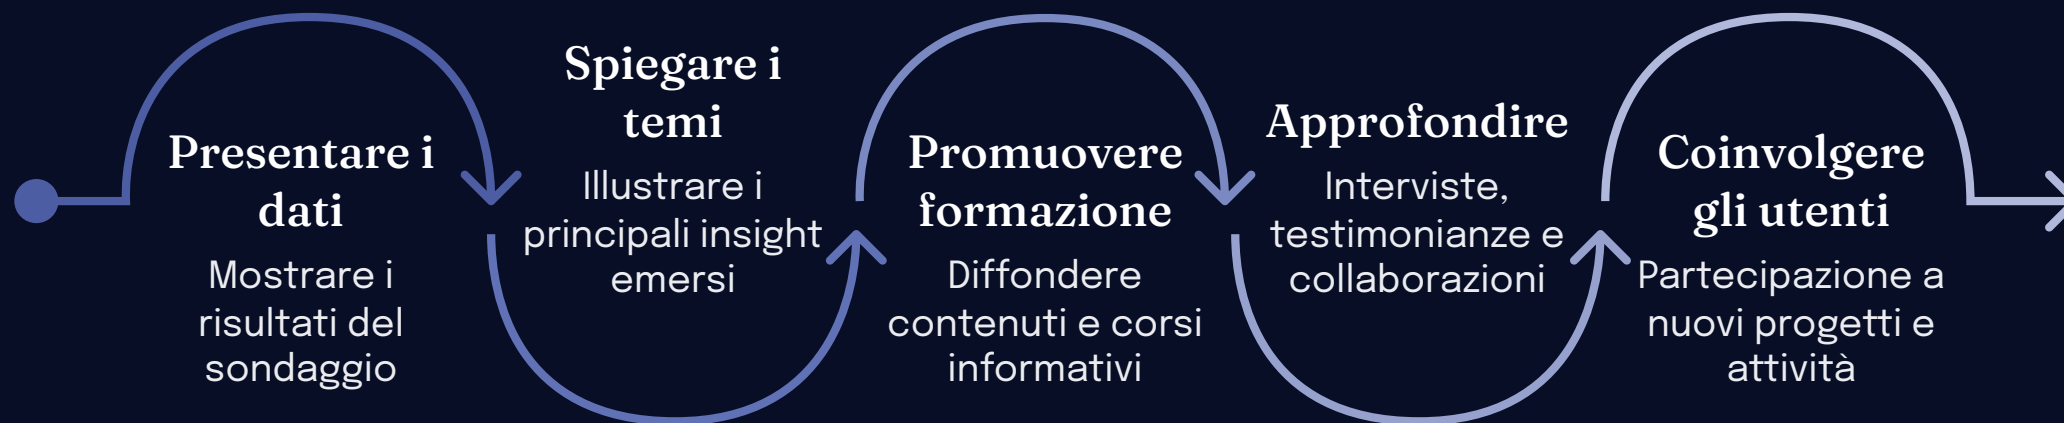 Presentare i
dati
Mostrare i
risultati del
sondaggio
Spiegare i
temi
Illustrare i
principali insight
emersi
Promuovere
formazione
Diffondere
contenuti e corsi
informativi
Approfondire
Interviste,
testimonianze e
collaborazioni
Coinvolgere
gli utenti
Partecipazione a
nuovi progetti e
attività